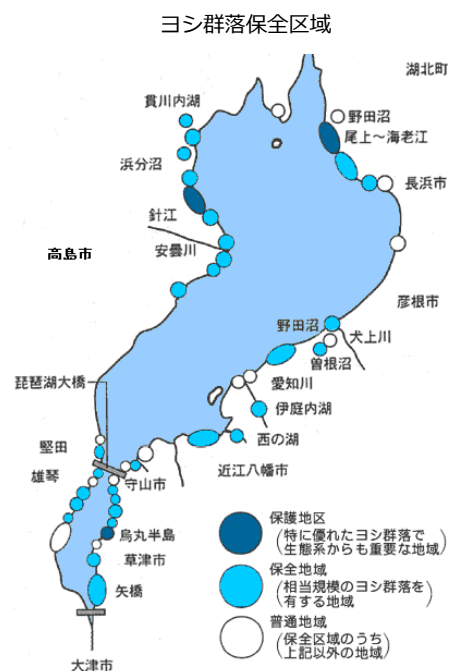 ヨシ群落保全区域
湖北町
貫川内湖
野田沼
尾上～海老江
浜分沼
長浜市
針江
安曇川
高島市
彦根市
野田沼
犬上川
曽根沼
琵琶湖大橋
愛知川
伊庭内湖
堅田
西の湖
雄琴
守山市
近江八幡市
保護地区
(特に優れたヨシ群落で
生態系からも重要な地域)
烏丸半島
草津市
保全地域
(相当規模のヨシ群落を
有する地域)
矢橋
普通地域
(保全区域のうち
上記以外の地域)
大津市